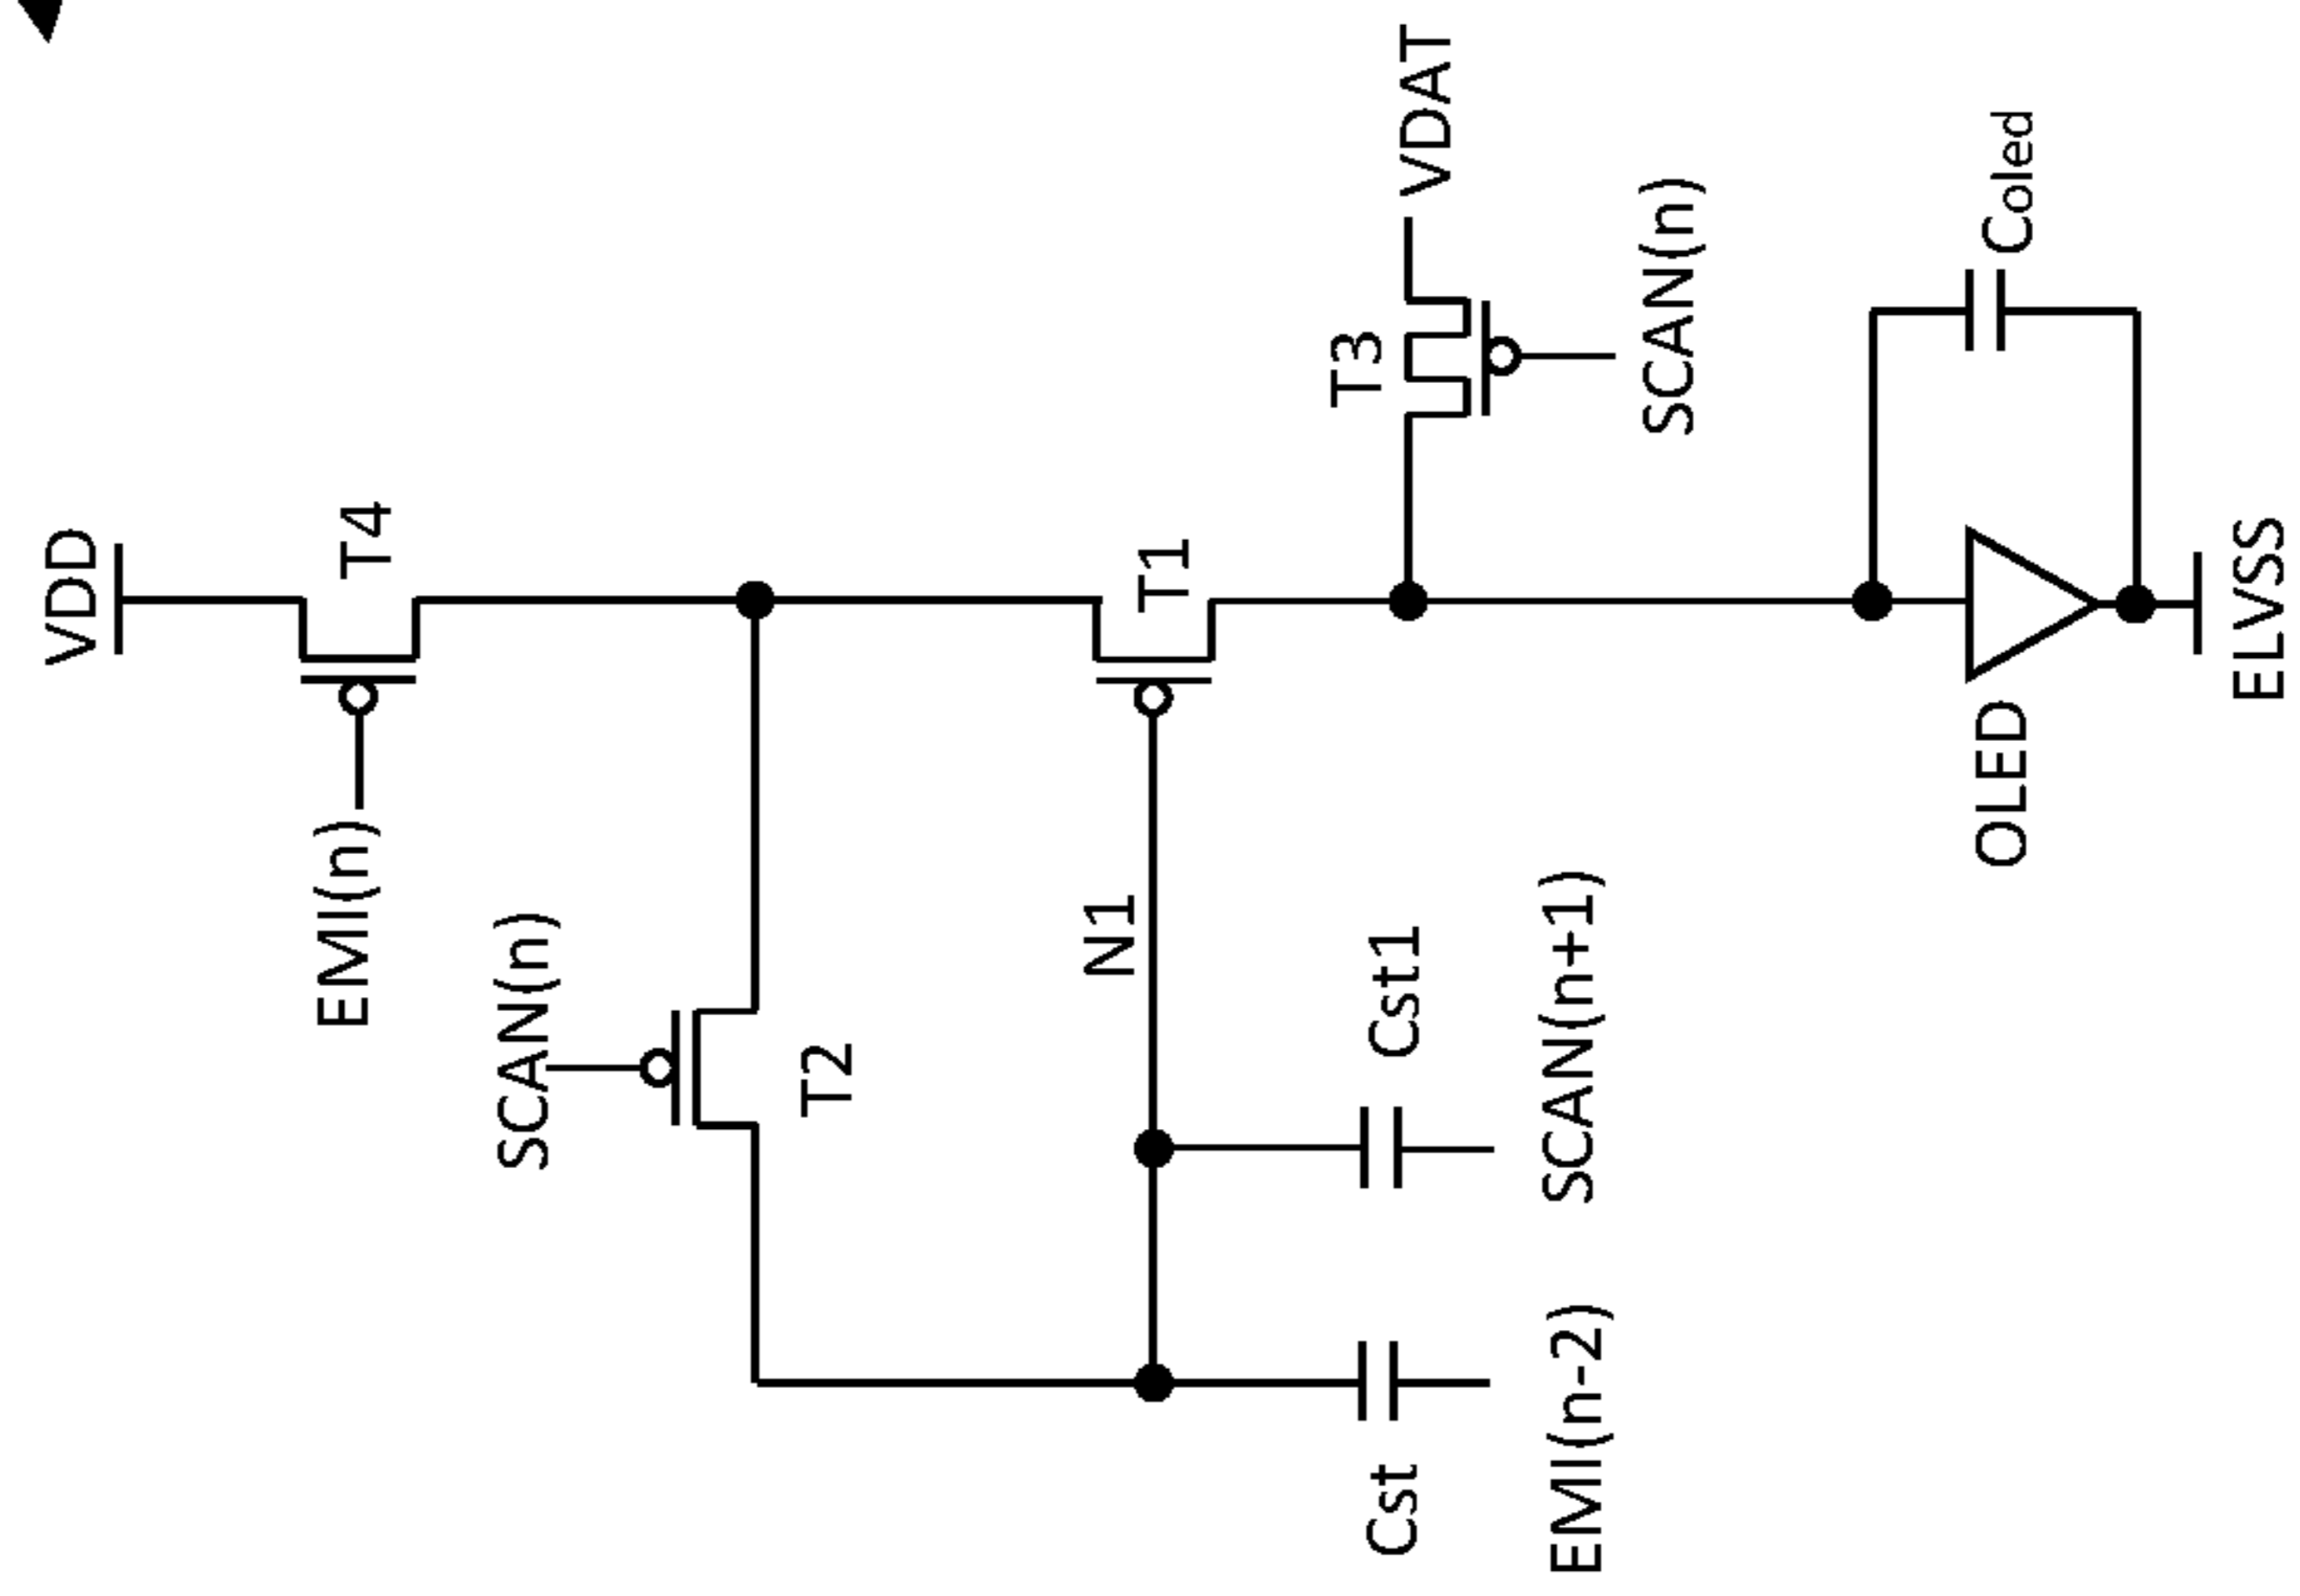 VDD
T4
EMI(n)
SCAN(n)
T2
N1
T1
T3
VDAT
SCAN(n)
Cst1
SCAN(n+1)
Cst
EMI(n-2)
Coled
OLED
ELVSS